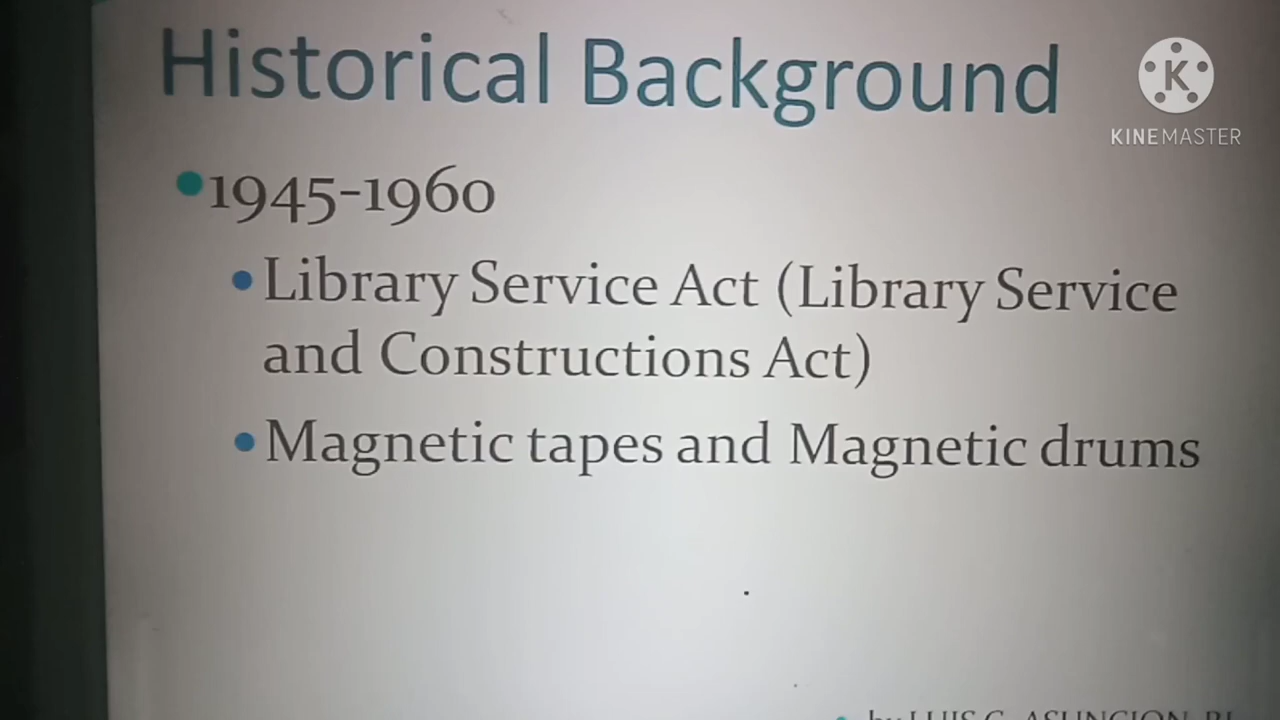 Historical Background
KINEMASTER
•1945-1960
•Library Service Act (Library Service
and Constructions Act)
•Magnetic tapes and Magnetic drums